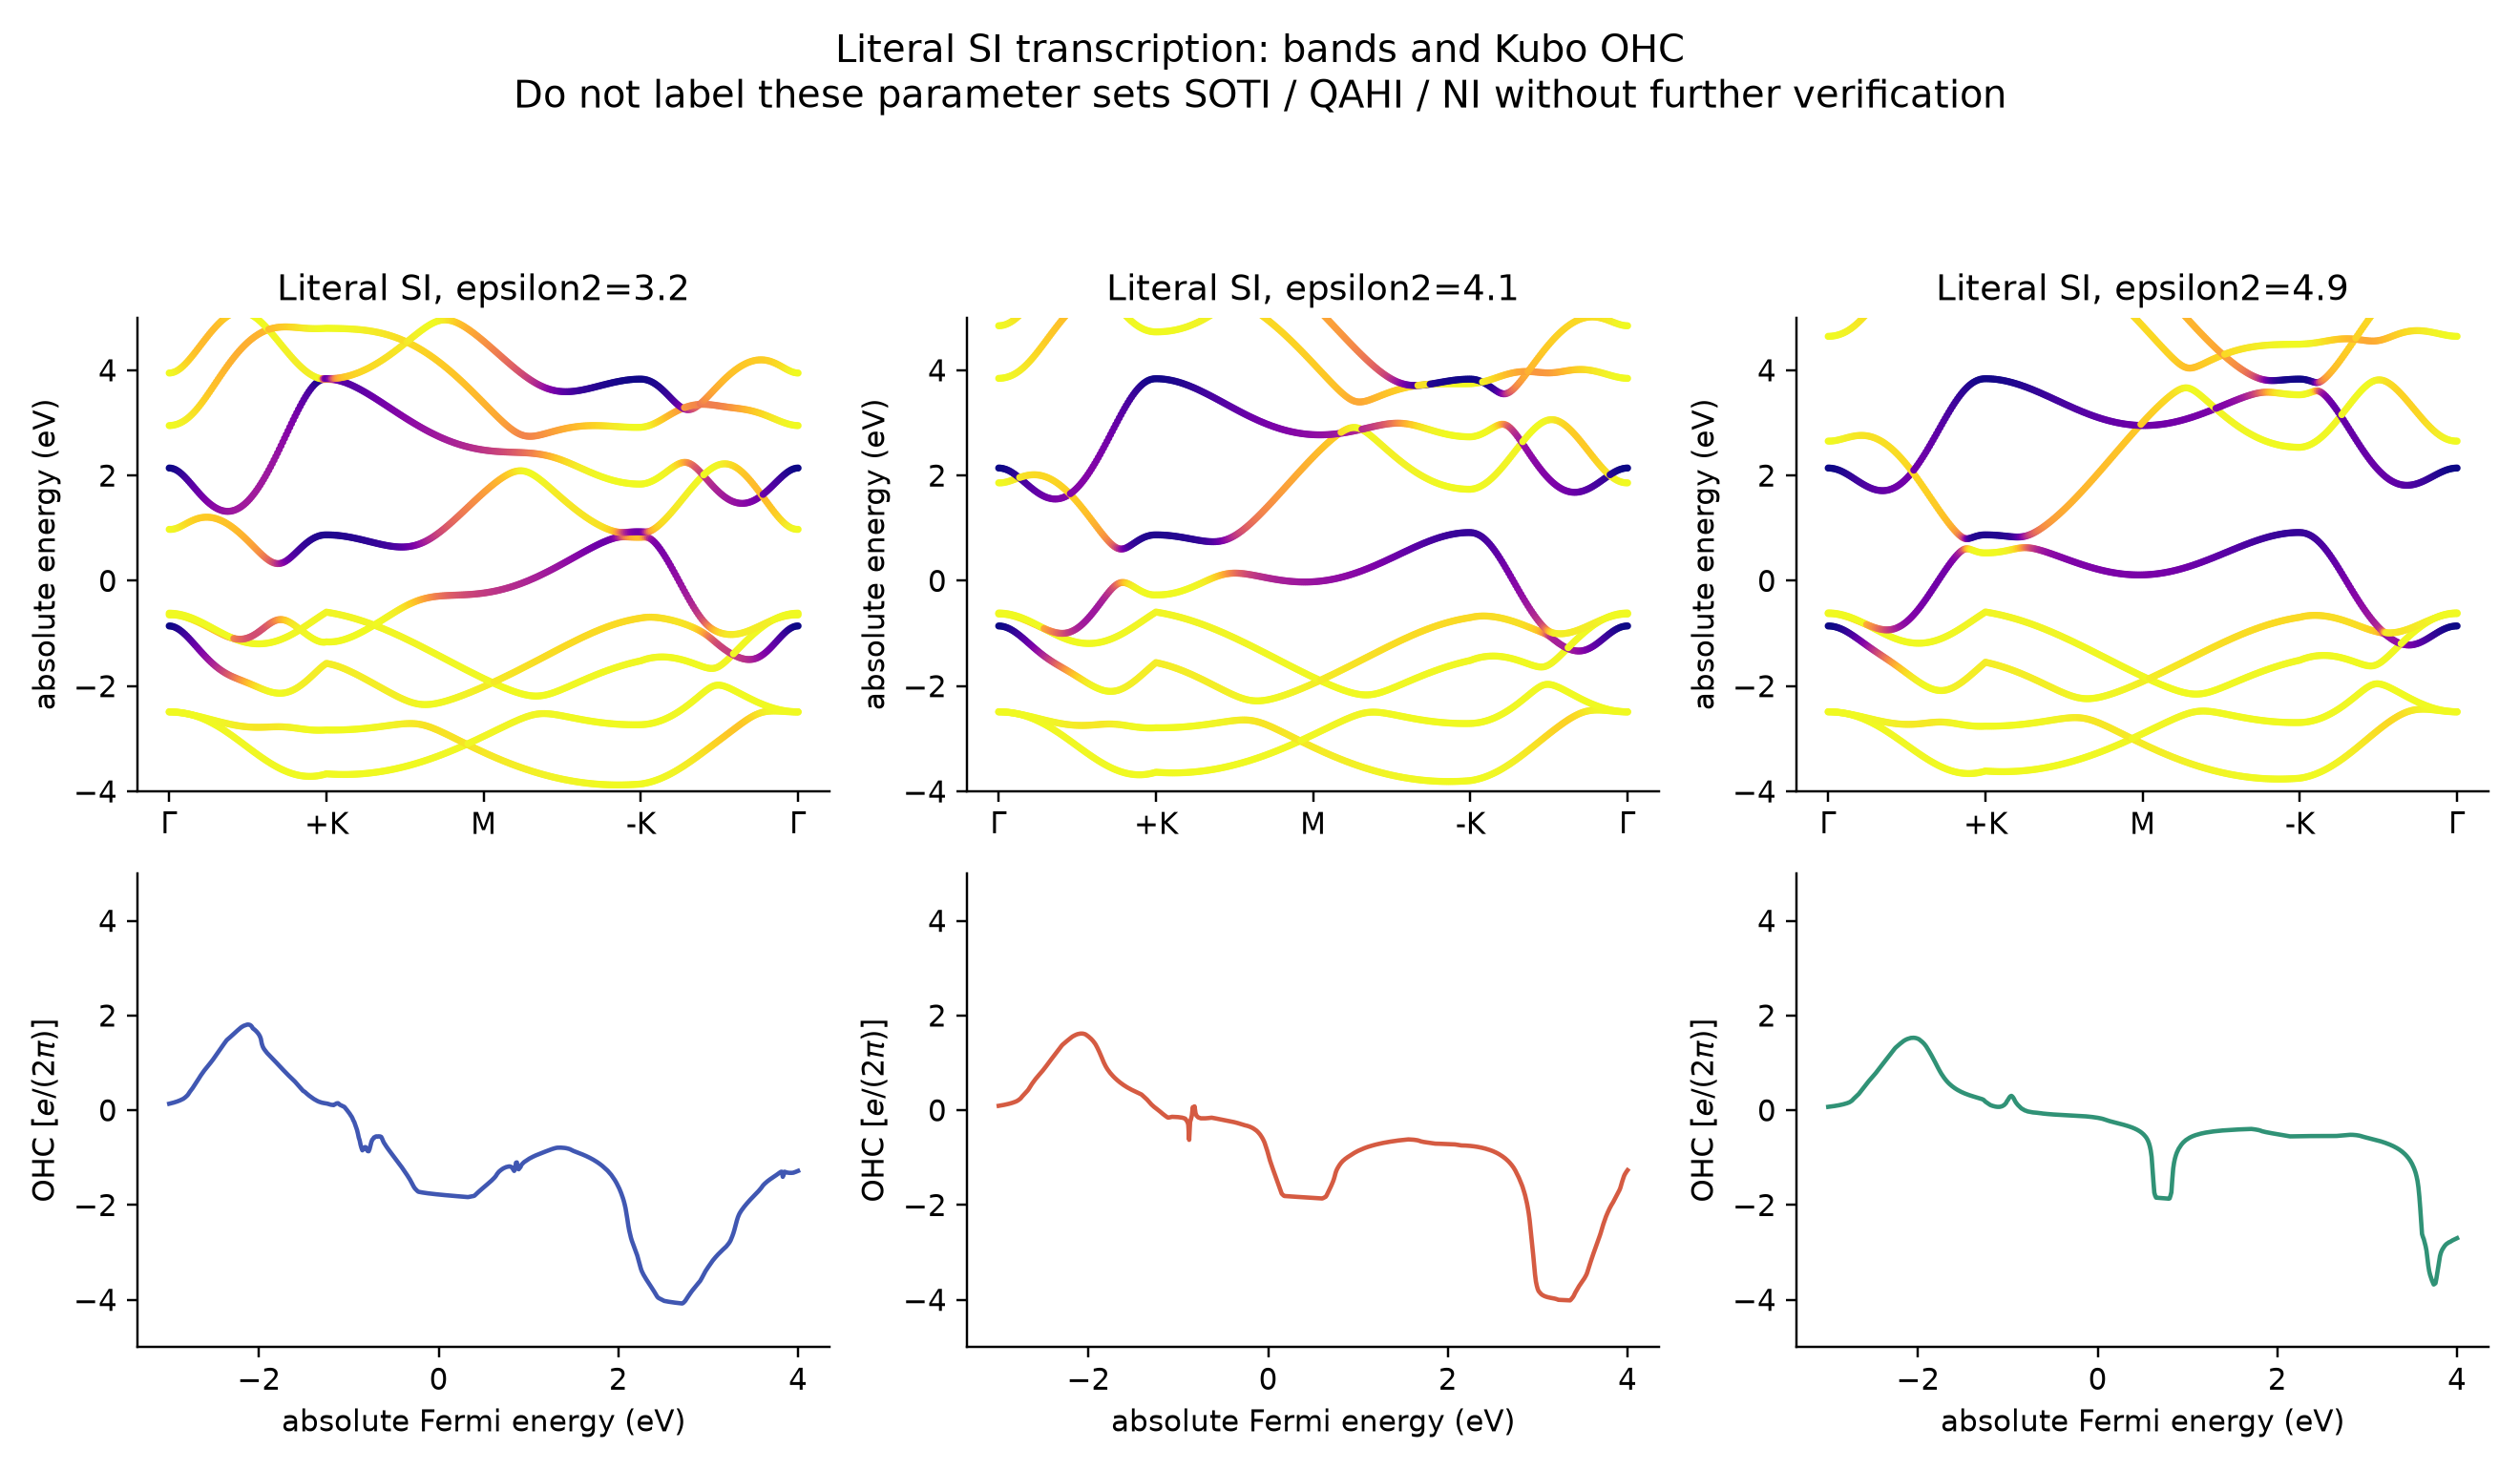 Literal SI transcription: bands and Kubo OHC
Do not label these parameter sets SOTI / QAHI / NI without further verification
Literal SI, epsilon2=3.2
Literal SI, epsilon2=4.1
Literal SI, epsilon2=4.9
absolute energy (eV)
4
2
0
−2
−4
Γ +K M -K Γ
absolute energy (eV)
4
2
0
−2
−4
Γ +K M -K Γ
absolute energy (eV)
4
2
0
−2
−4
Γ +K M -K Γ
OHC [e/(2π)]
4
2
0
−2
−4
−2 0 2 4
absolute Fermi energy (eV)
OHC [e/(2π)]
4
2
0
−2
−4
−2 0 2 4
absolute Fermi energy (eV)
OHC [e/(2π)]
4
2
0
−2
−4
−2 0 2 4
absolute Fermi energy (eV)